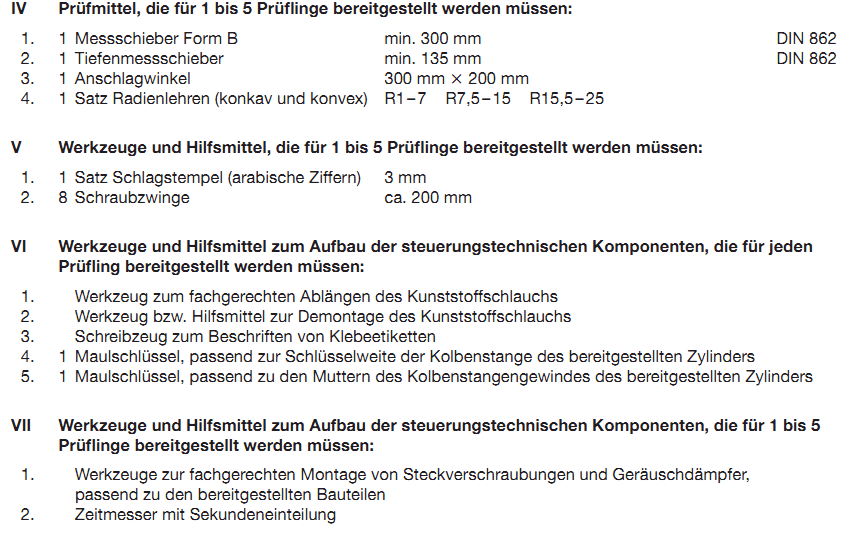 IV Prüfmittel, die für 1 bis 5 Prüflinge bereitgestellt werden müssen:
1. 1 Messschieber Form B min. 300 mm DIN 862
2. 1 Tiefenmessschieber min. 135 mm DIN 862
3. 1 Anschlagwinkel 300 mm × 200 mm
4. 1 Satz Radienlehren (konkav und konvex) R1–7 R7,5–15 R15,5–25
V Werkzeuge und Hilfsmittel, die für 1 bis 5 Prüflinge bereitgestellt werden müssen:
1. 1 Satz Schlagstempel (arabische Ziffern) 3 mm
2. 8 Schraubzwinge ca. 200 mm
VI Werkzeuge und Hilfsmittel zum Aufbau der steuerungstechnischen Komponenten, die für jeden
Prüfling bereitgestellt werden müssen:
1. Werkzeug zum fachgerechten Ablängen des Kunststoffschlauchs
2. Werkzeug bzw. Hilfsmittel zur Demontage des Kunststoffschlauchs
3. Schreibzeug zum Beschriften von Klebeetiketten
4. 1 Maulschlüssel, passend zur Schlüsselweite der Kolbenstange des bereitgestellten Zylinders
5. 1 Maulschlüssel, passend zu den Muttern des Kolbenstangengewindes des bereitgestellten Zylinders
VII Werkzeuge und Hilfsmittel zum Aufbau der steuerungstechnischen Komponenten, die für 1 bis 5
Prüflinge bereitgestellt werden müssen:
1. Werkzeuge zur fachgerechten Montage von Steckverschraubungen und Geräuschdämpfer,
passend zu den bereitgestellten Bauteilen
2. Zeitmesser mit Sekundeneinteilung